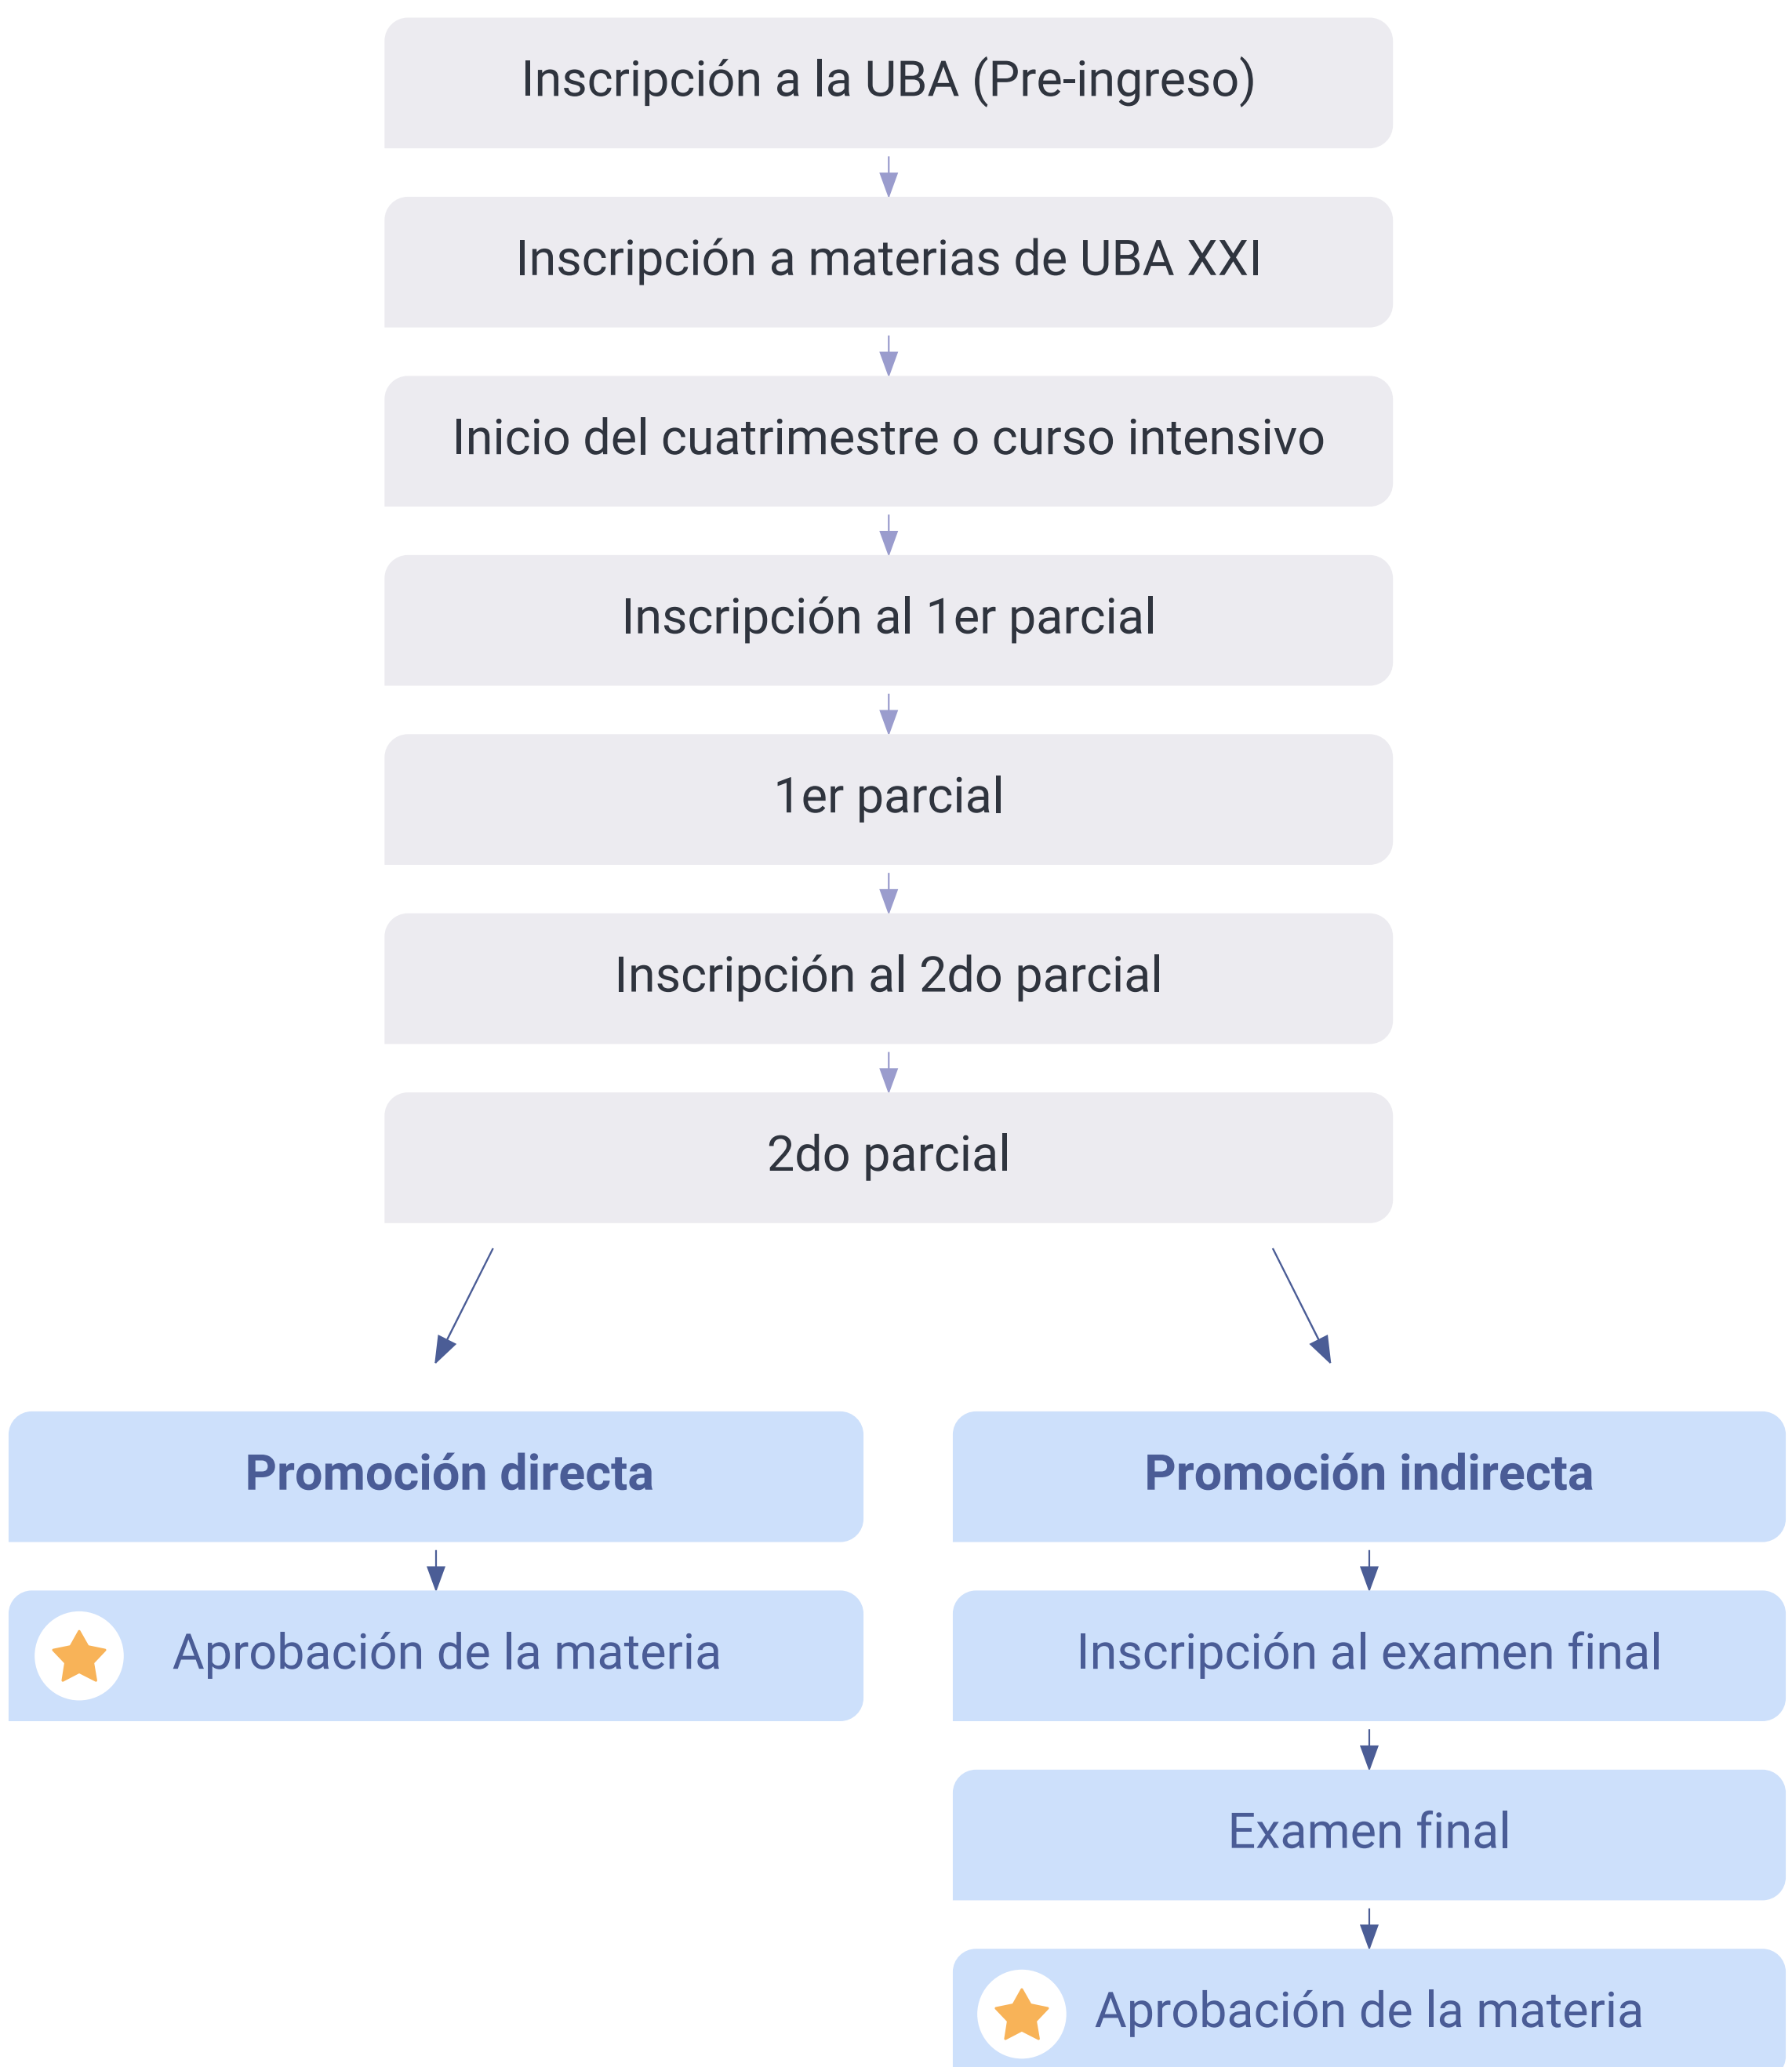 Inscripción a la UBA (Pre-ingreso)
Inscripción a materias de UBA XXI
Inicio del cuatrimestre o curso intensivo
Inscripción al 1er parcial
1er parcial
Inscripción al 2do parcial
2do parcial
Promoción directa
Aprobación de la materia
Promoción indirecta
Inscripción al examen final
Examen final
Aprobación de la materia